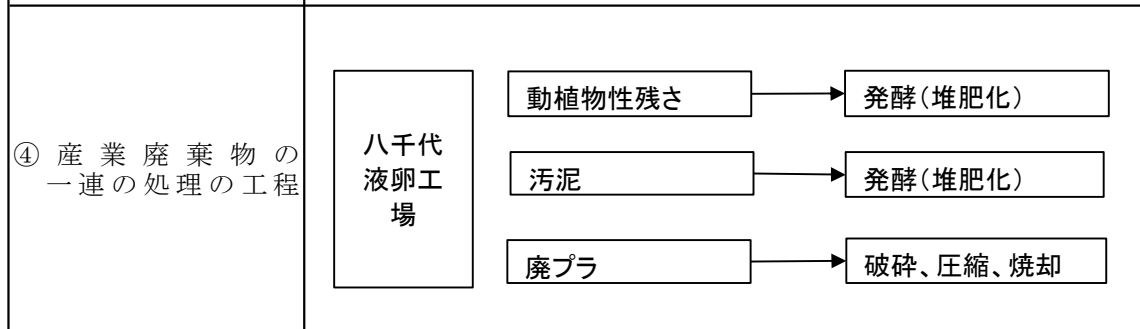 ④産業廃棄物の
一連の処理の工程
八千代
液卵工
場
動植物性残さ
発酵（堆肥化）
汚泥
発酵（堆肥化）
廃プラ
破砕、圧縮、焼却